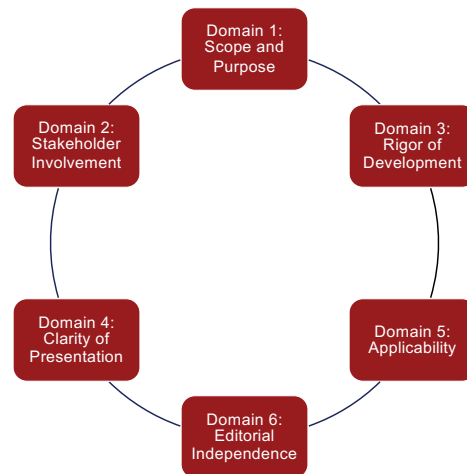 Domain 1:
Scope and
Purpose
Domain 2:
Stakeholder
Involvement
Domain 3:
Rigor of
Development
Domain 4:
Clarity of
Presentation
Domain 5:
Applicability
Domain 6:
Editorial
Independence